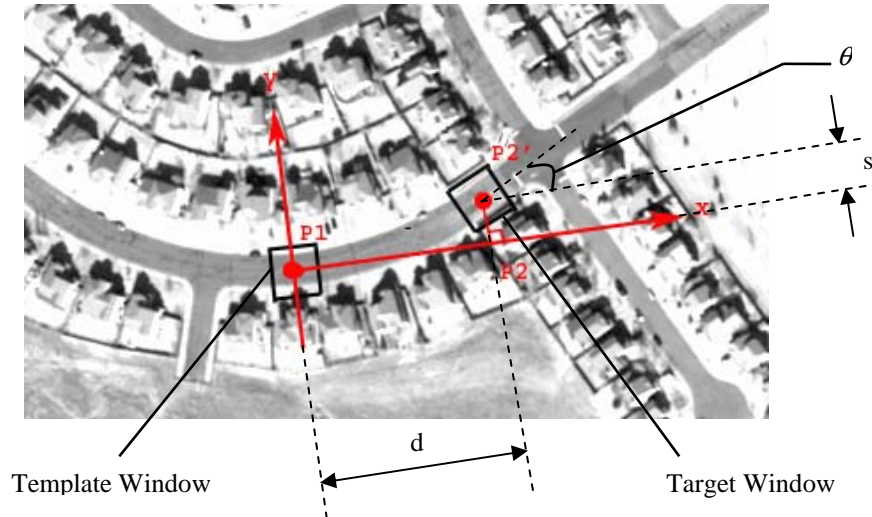 θ
y
P2'
s
x
P1
P2
d
Template Window
Target Window